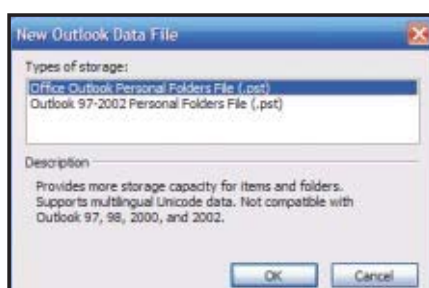 New Outlook Data File
Types of storage:
Office Outlook Personal Folders File (.pst)
Outlook 97-2002 Personal Folders File (.pst)
Description
Provides more storage capacity for items and folders.
Supports multilingual Unicode data. Not compatible with
Outlook 97, 98, 2000, and 2002.
OK Cancel